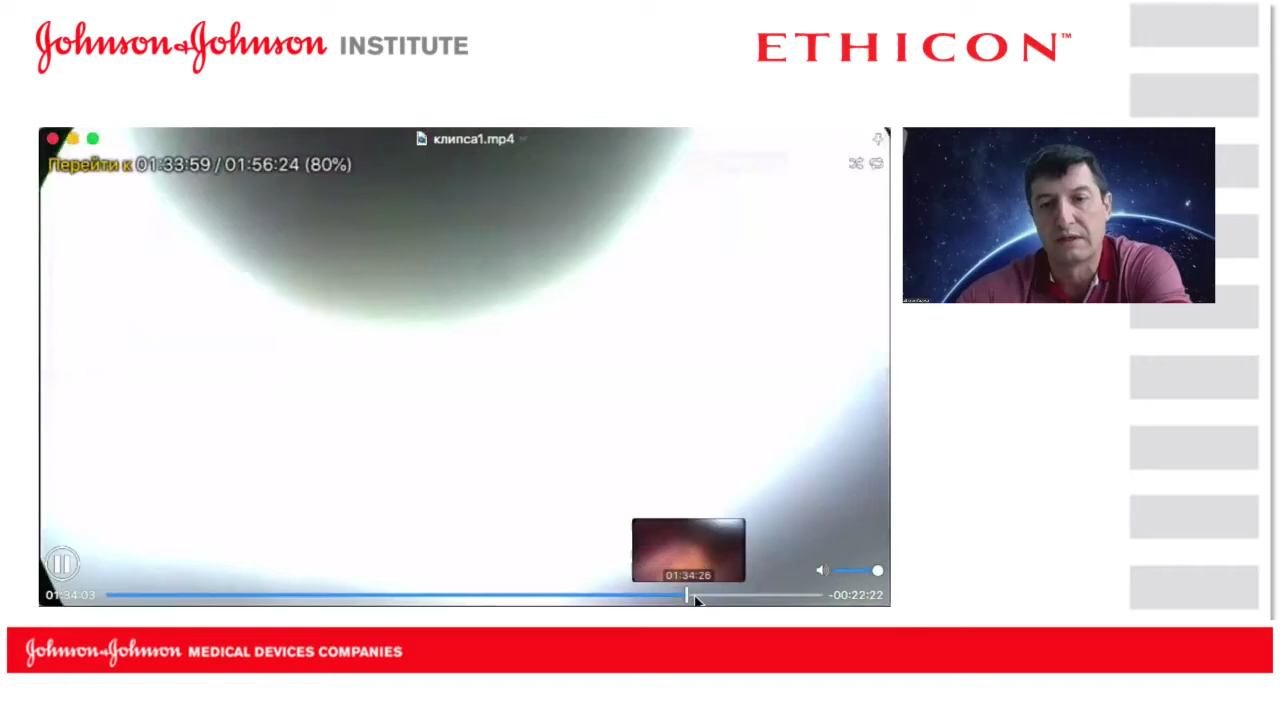 Johnson & Johnson INSTITUTE
ETHICON™
клипса1.mp4
Перейти к 01:33:59 / 01:56:24 (80%)
01:34:26
01:34:03
-00:22:22
Johnson & Johnson MEDICAL DEVICES COMPANIES